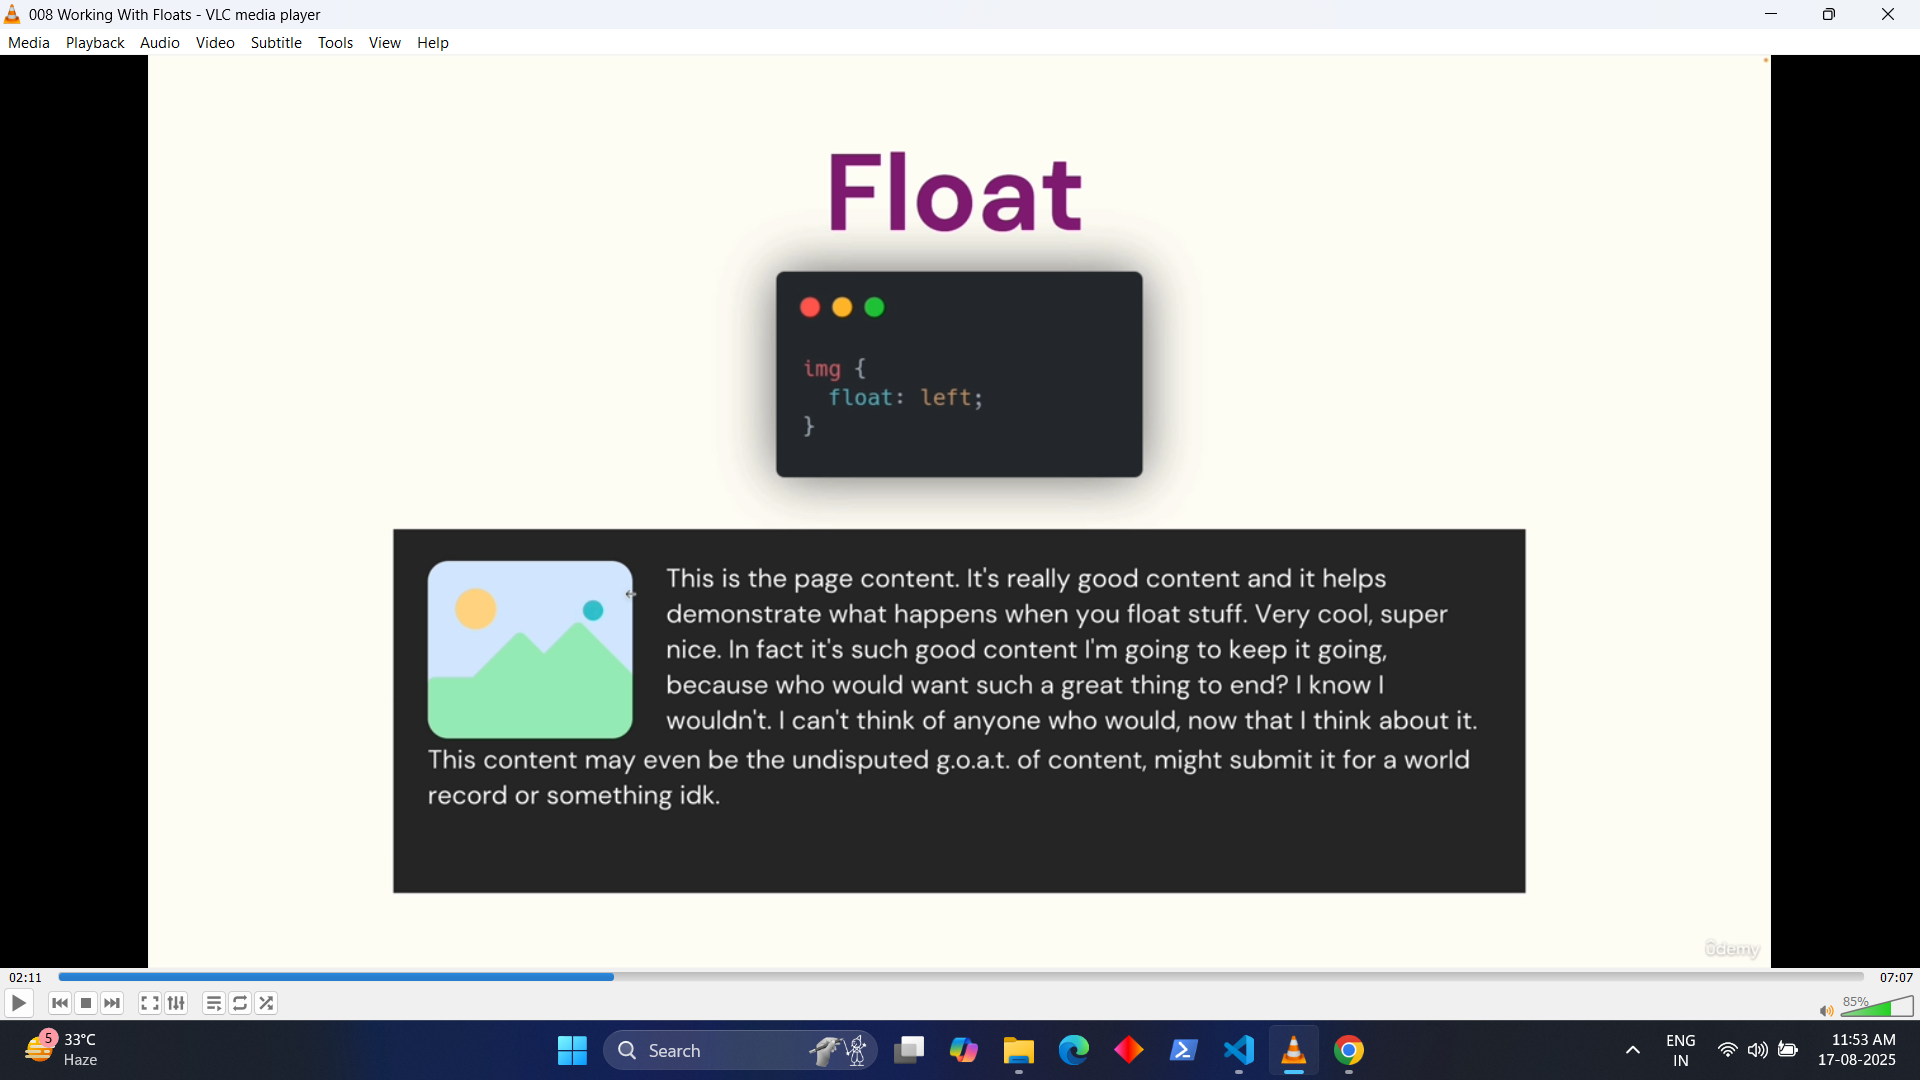 008 Working With Floats - VLC media player
Media Playback Audio Video Subtitle Tools View Help
Float
img {
float: left;
}
This is the page content. It's really good content and it helps
demonstrate what happens when you float stuff. Very cool, super
nice. In fact it's such good content I'm going to keep it going,
because who would want such a great thing to end? I know I
wouldn't. I can't think of anyone who would, now that I think about it.
This content may even be the undisputed g.o.a.t. of content, might submit it for a world
record or something idk.
ûdemy
02:11
07:07
85%
5
33°C
Haze
Search
ENG
IN
11:53 AM
17-08-2025